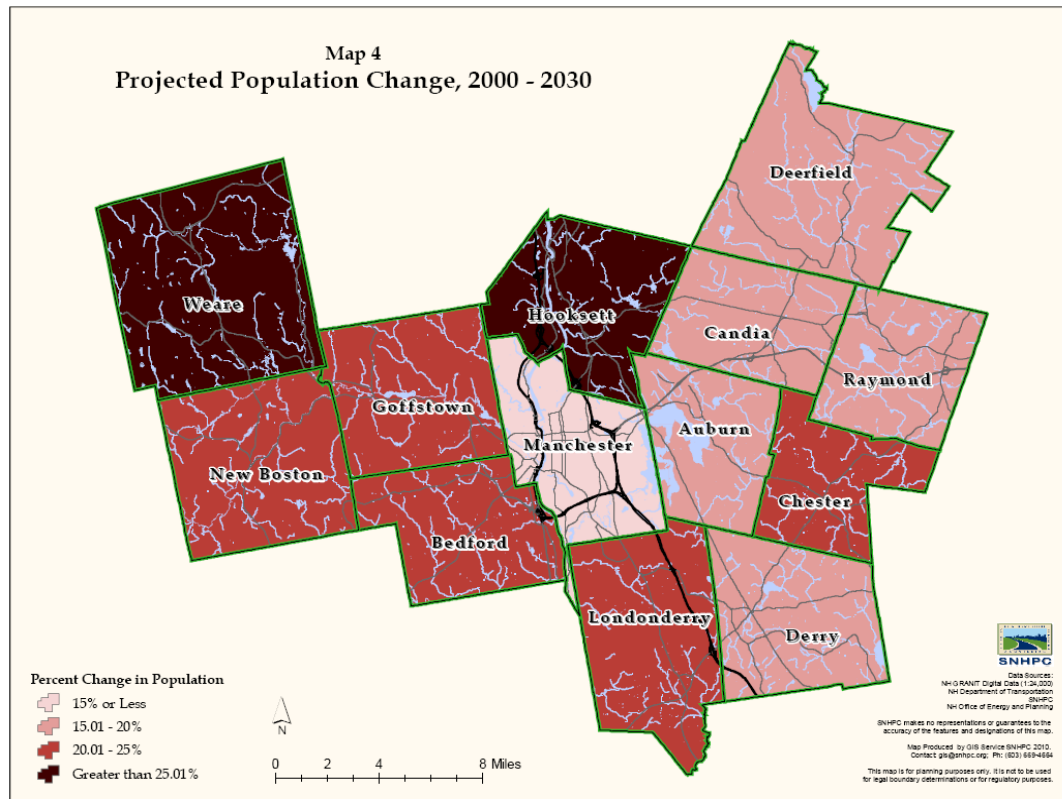 Map 4
Projected Population Change, 2000 - 2030
Deerfield
Weare
Hooksett
Candia
Raymond
Goffstown
Auburn
Manchester
New Boston
Chester
Bedford
Londonderry
Derry
Percent Change in Population
15% or Less
15.01 - 20%
20.01 - 25%
Greater than 25.01%
N
0 2 4 8 Miles
SNHPC
Data Sources:
NH GRANIT Digital Data (1:24,000)
NH Department of Transportation
SNHPC
NH Office of Energy and Planning
SNHPC makes no representations or guarantees to the
accuracy of the features and designations of this map.
Map Produced by GIS Service SNHPC 2010.
Contact: gis@snhpc.org; Ph: (603) 669-4664
This map is for planning purposes only. It is not to be used
for legal boundary determinations or for regulatory purposes.